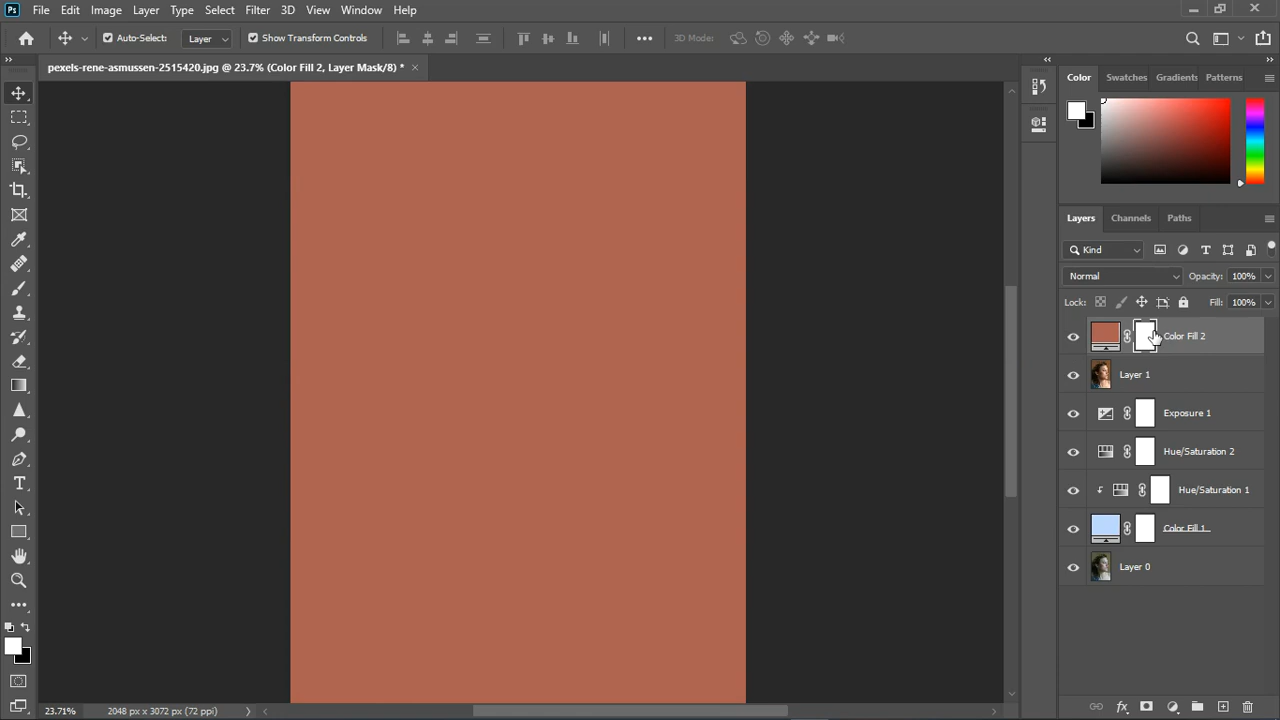 Ps File Edit Image Layer Type Select Filter 3D View Window Help
Auto-Select: Layer Show Transform Controls 3D Mode:
pexels-rene-asmussen-2515420.jpg @ 23.7% (Color Fill 2, Layer Mask/8) *
Color Swatches Gradients Patterns
Layers Channels Paths
Kind
Normal Opacity: 100%
Lock: Fill: 100%
Color Fill 2
Layer 1
Exposure 1
Hue/Saturation 2
Hue/Saturation 1
Color Fill 1
Layer 0
23.71% 2048 px x 3072 px (72 ppi)